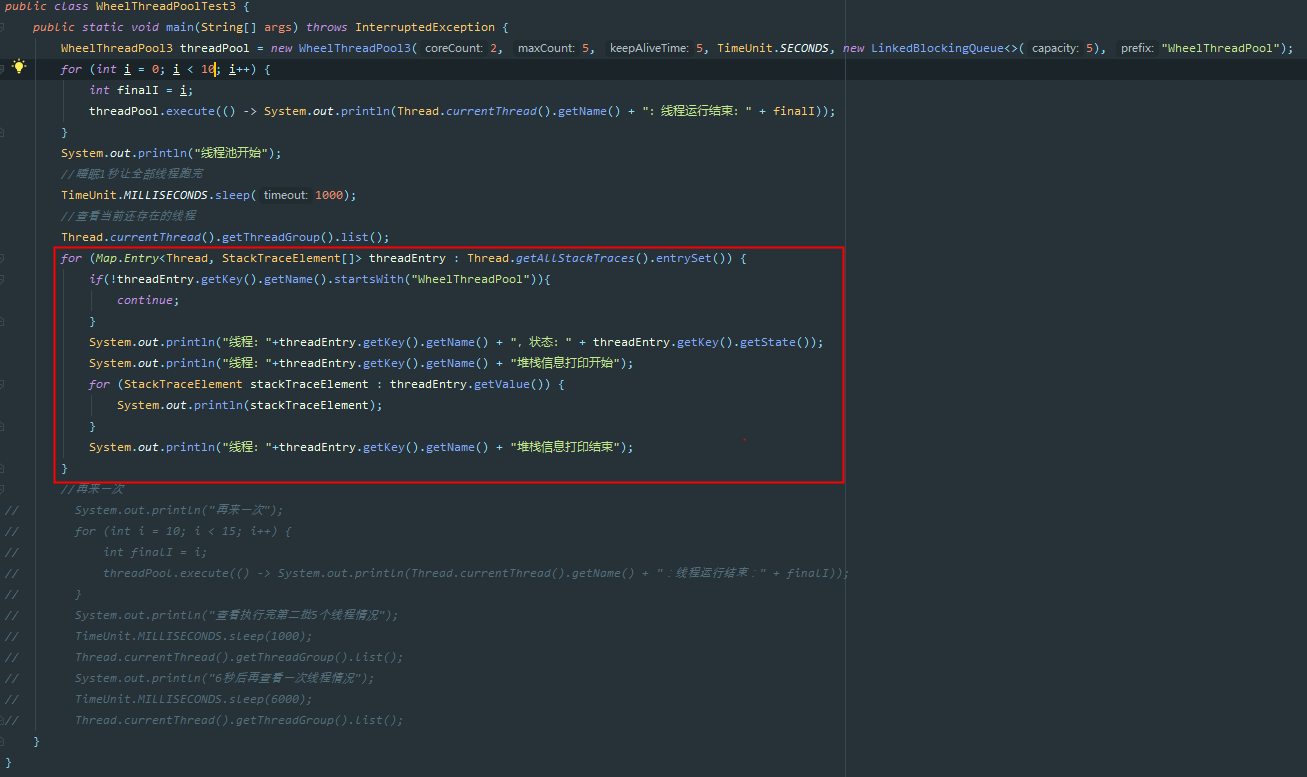 public class WheelThreadPoolTest3 {
public static void main(String[] args) throws InterruptedException {
WheelThreadPool3 threadPool = new WheelThreadPool3( coreCount: 2, maxCount: 5, keepAliveTime: 5, TimeUnit.SECONDS, new LinkedBlockingQueue<>( capacity: 5), prefix: "WheelThreadPool");
for (int i = 0; i < 10; i++) {
int finalI = i;
threadPool.execute(() -> System.out.println(Thread.currentThread().getName() + ": 线程运行结束: " + finalI));
}
System.out.println("线程池开始");
//睡眠1秒让全部线程跑完
TimeUnit.MILLISECONDS.sleep( timeout: 1000);
//查看当前还存在的线程
Thread.currentThread().getThreadGroup().list();
for (Map.Entry<Thread, StackTraceElement[]> threadEntry : Thread.getAllStackTraces().entrySet()) {
if(!threadEntry.getKey().getName().startsWith("WheelThreadPool")){
continue;
}
System.out.println("线程: "+threadEntry.getKey().getName() + ", 状态: " + threadEntry.getKey().getState());
System.out.println("线程: "+threadEntry.getKey().getName() + "堆栈信息打印开始");
for (StackTraceElement stackTraceElement : threadEntry.getValue()) {
System.out.println(stackTraceElement);
}
System.out.println("线程: "+threadEntry.getKey().getName() + "堆栈信息打印结束");
}
//再来一次
// System.out.println("再来一次");
// for (int i = 10; i < 15; i++) {
// int finalI = i;
// threadPool.execute(() -> System.out.println(Thread.currentThread().getName() + "：线程运行结束：" + finalI));
// }
// System.out.println("查看执行完第二批5个线程情况");
// TimeUnit.MILLISECONDS.sleep(1000);
// Thread.currentThread().getThreadGroup().list();
// System.out.println("6秒后再查看一次线程情况");
// TimeUnit.MILLISECONDS.sleep(6000);
// Thread.currentThread().getThreadGroup().list();
}
}